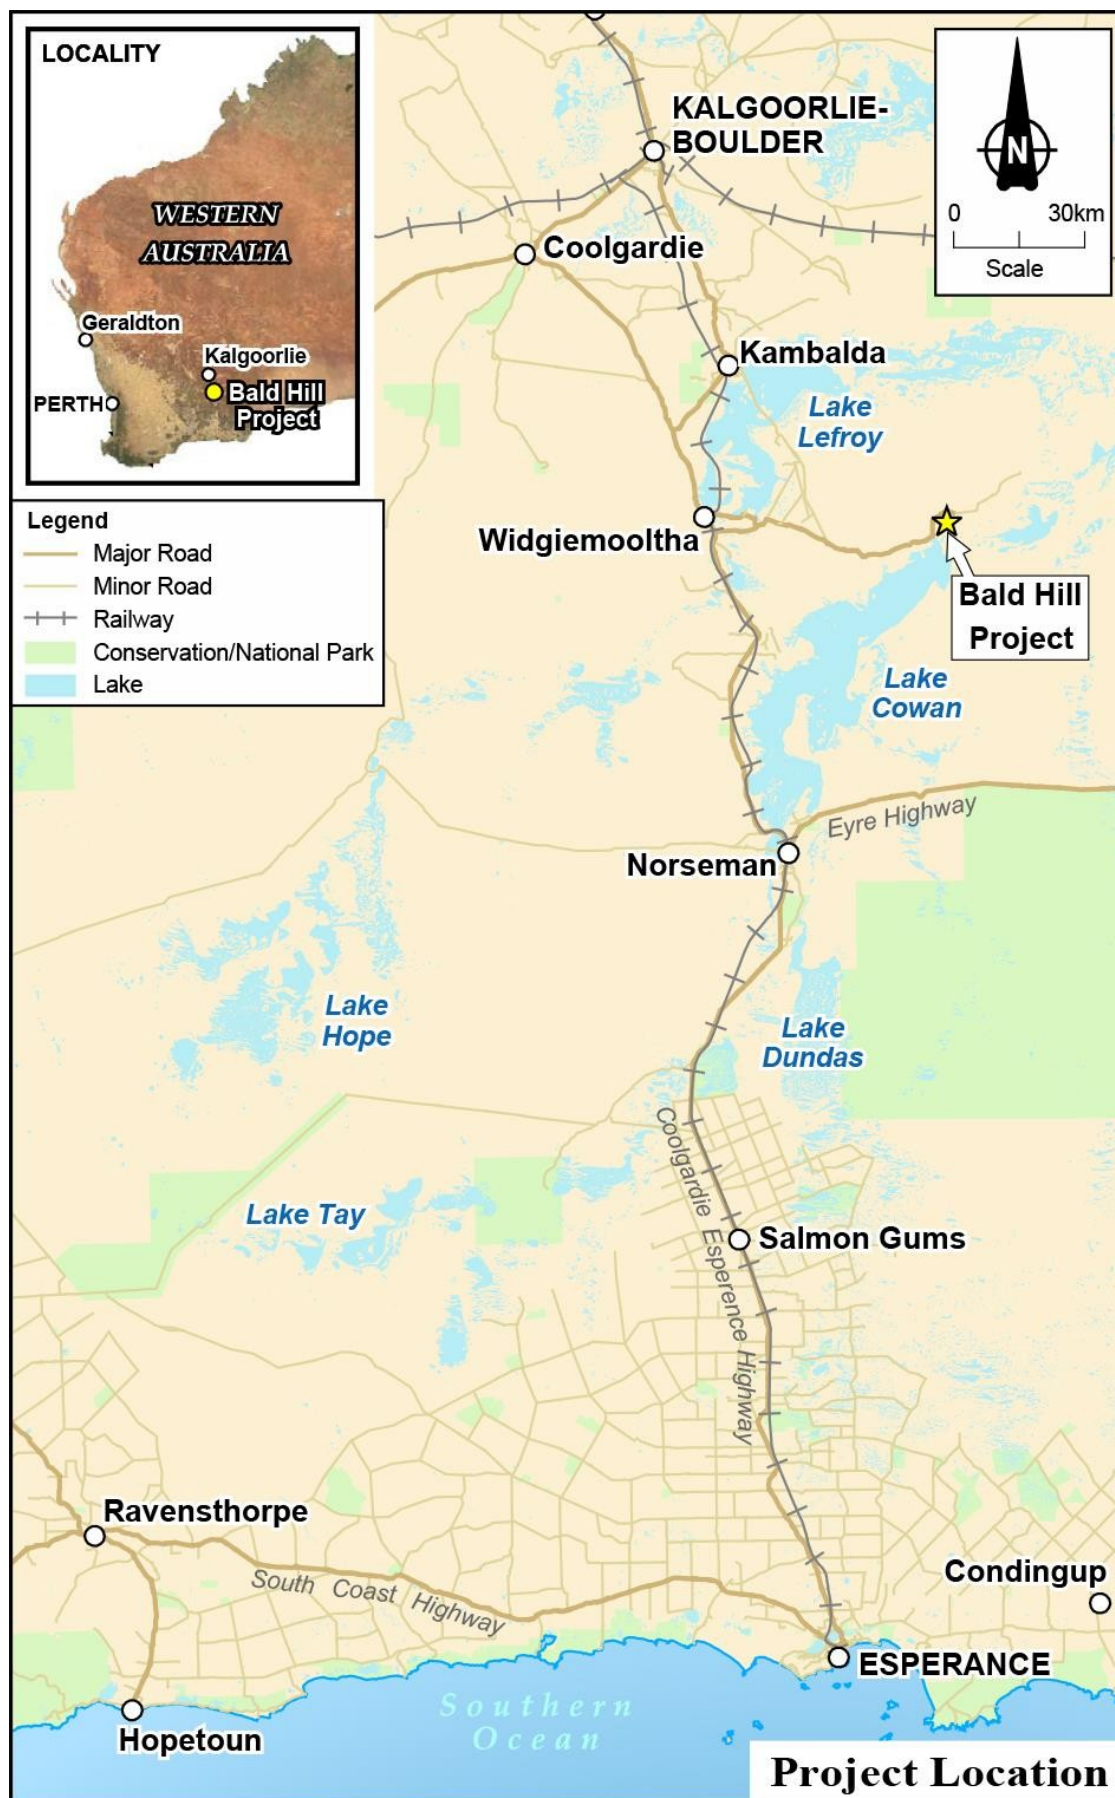 LOCALITY
WESTERN
AUSTRALIA
Geraldton
Kalgoorlie
Bald Hill
Project
PERTH
Legend
Major Road
Minor Road
Railway
Conservation/National Park
Lake
N
0 30km
Scale
KALGOORLIE-
BOULDER
Coolgardie
Kambalda
Lake
Lefroy
Widgiemooltha
Bald Hill
Project
Lake
Cowan
Eyre Highway
Norseman
Lake
Hope
Lake
Dundas
Coolgardie Esperence Highway
Lake Tay
Salmon Gums
Ravensthorpe
South Coast Highway
Condingup
ESPERANCE
Hopetoun
Southern
Ocean
Project Location